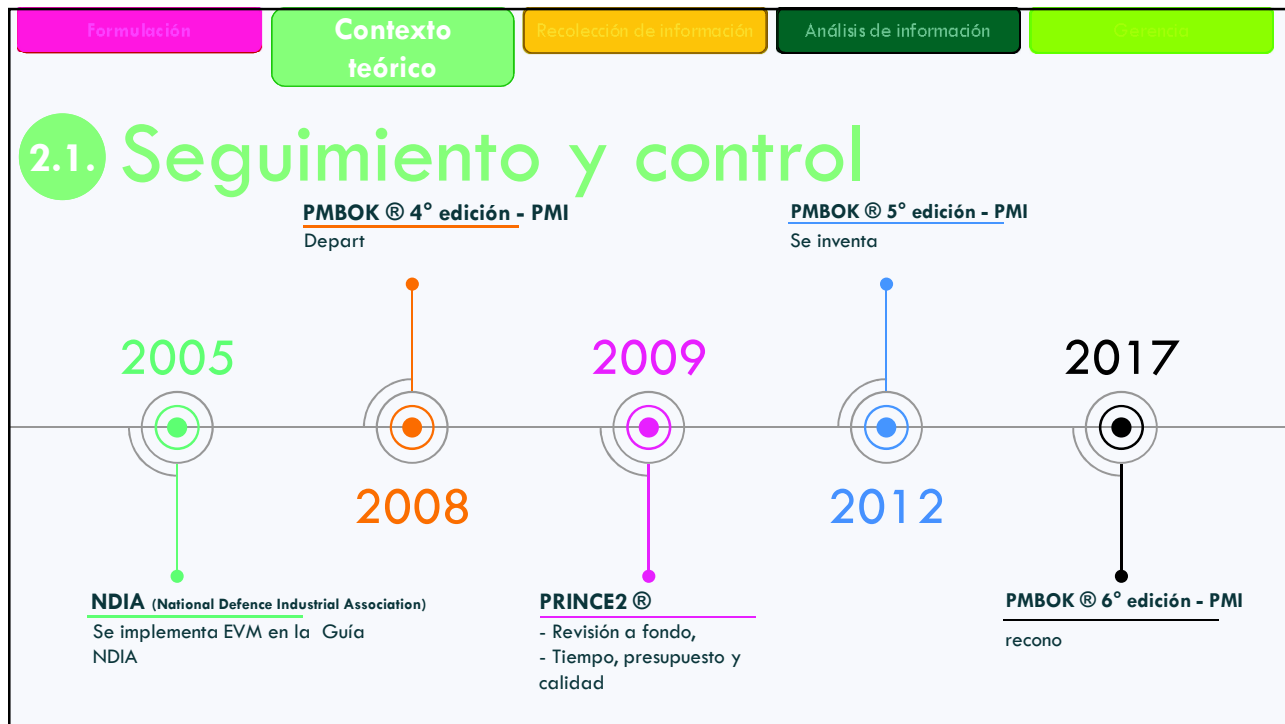 Formulación
Contexto
teórico
Recolección de información
Análisis de información
Gerencia
2.1. Seguimiento y control
PMBOK ® 4° edición - PMI
Depart
PMBOK ® 5° edición - PMI
Se inventa
2005
2009
2017
2008
2012
NDIA (National Defence Industrial Association)
Se implementa EVM en la Guía
NDIA
PRINCE2 ®
- Revisión a fondo,
- Tiempo, presupuesto y
calidad
PMBOK ® 6° edición - PMI
recono